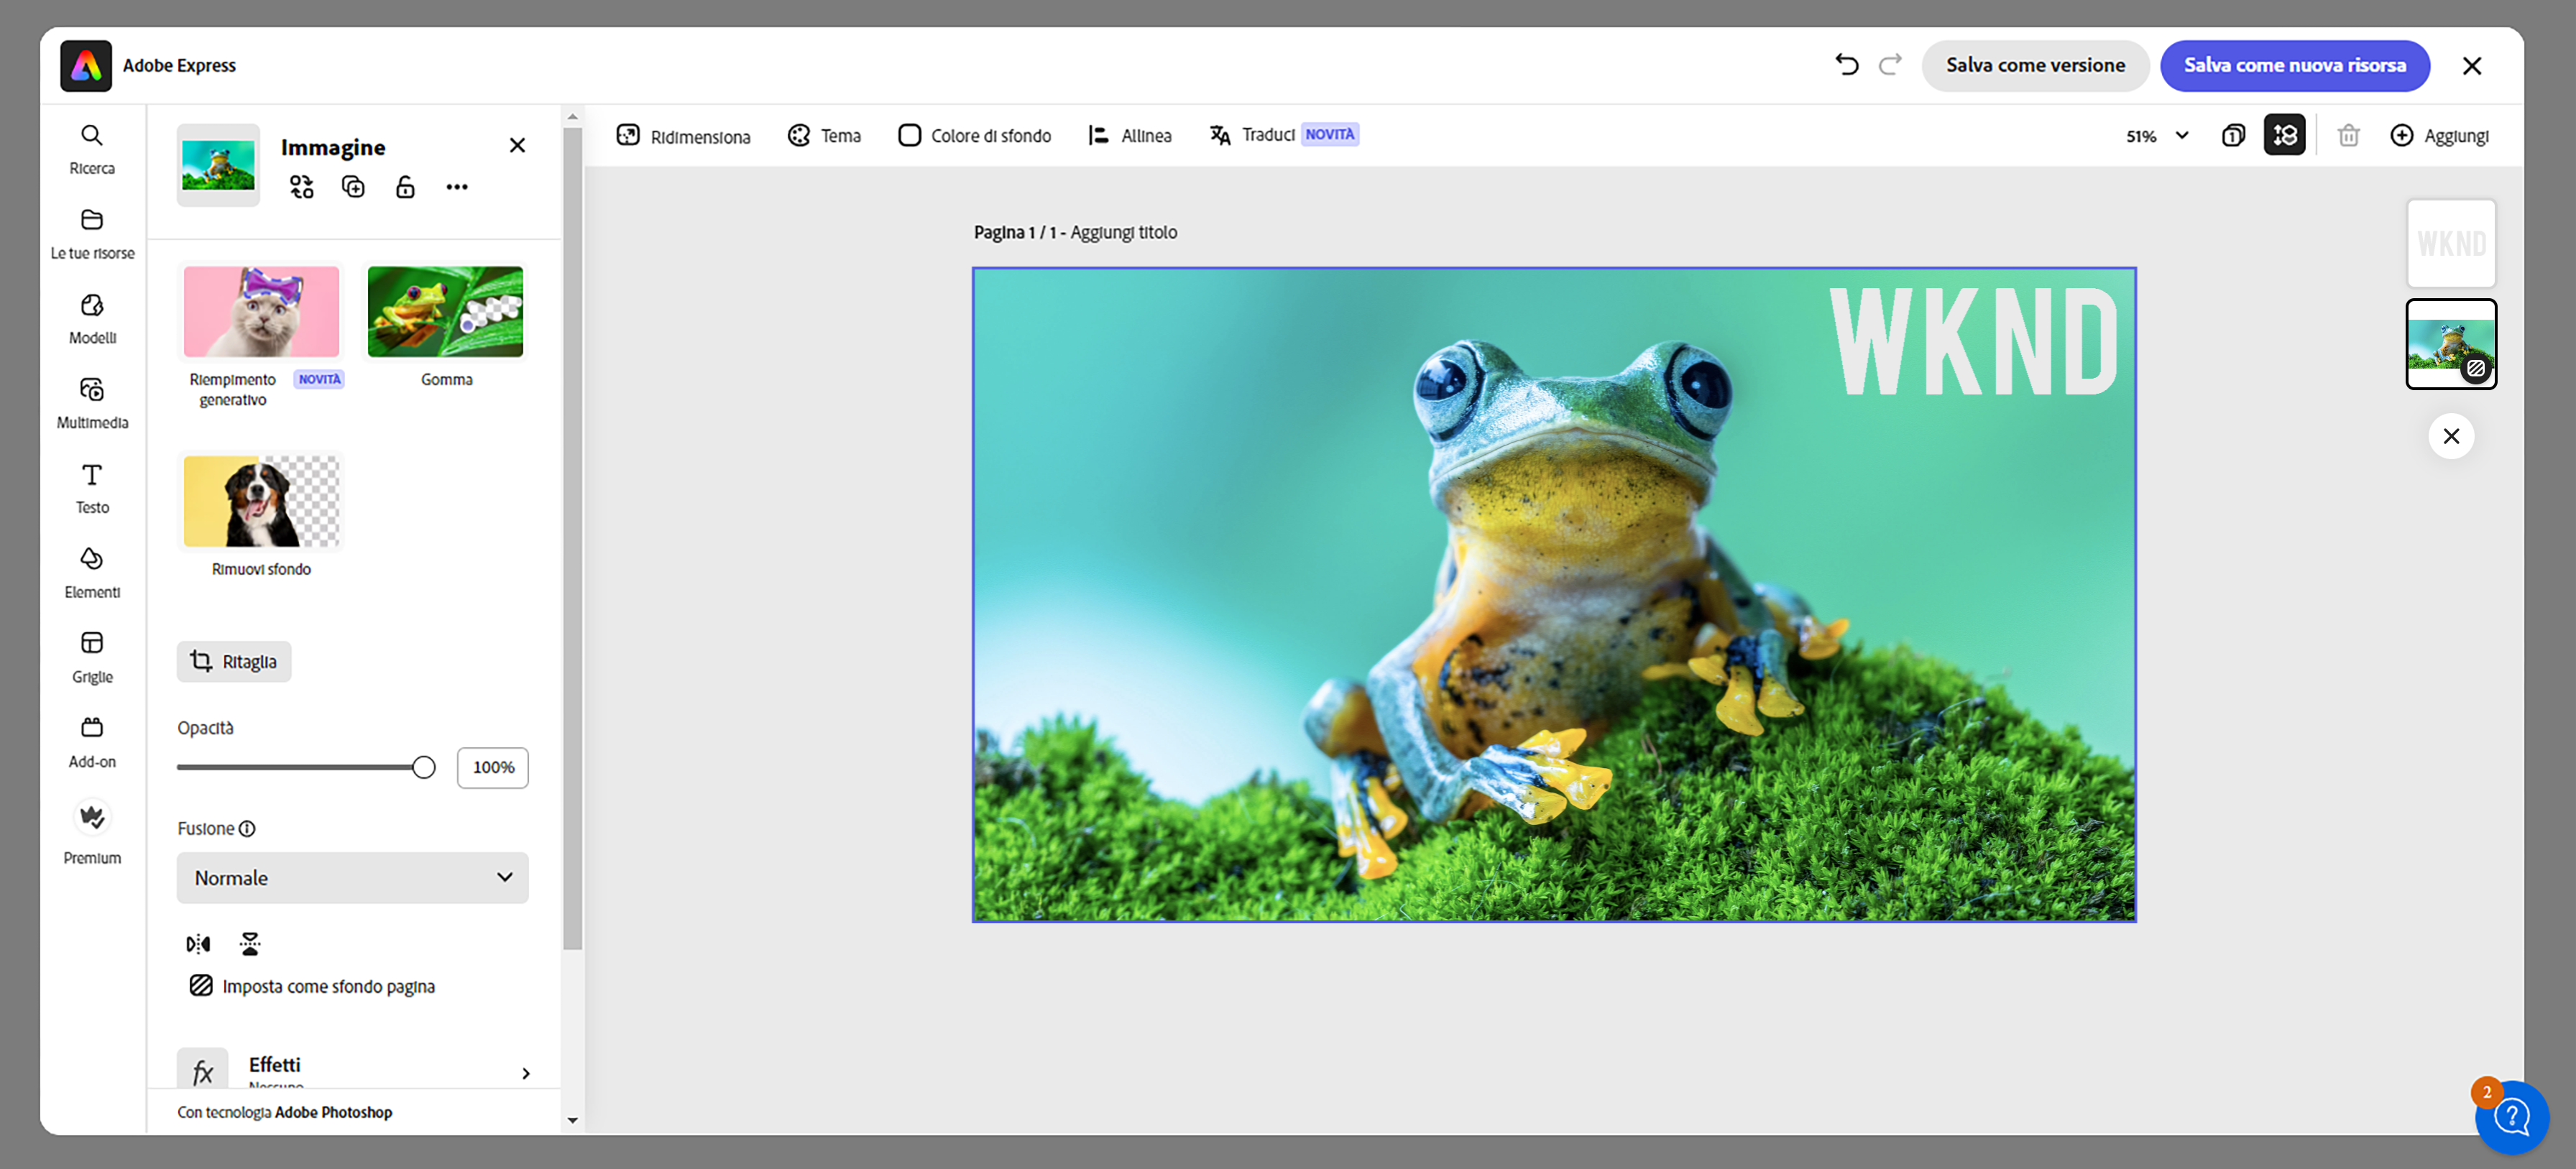 Adobe Express
Salva come versione
Salva come nuova risorsa
Ricerca
Le tue risorse
Modelli
Multimedia
Testo
Elementi
Griglie
Add-on
Premium
Immagine
Riempimento generativo
NOVITÀ
Gomma
Rimuovi sfondo
Ritaglia
Opacità
100%
Fusione
Normale
Imposta come sfondo pagina
fx
Effetti
Nessuno
Con tecnologia Adobe Photoshop
Ridimensiona
Tema
Colore di sfondo
Allinea
Traduci NOVITÀ
51%
1
Aggiungi
Pagina 1 / 1 - Aggiungi titolo
WKND
WKND
2